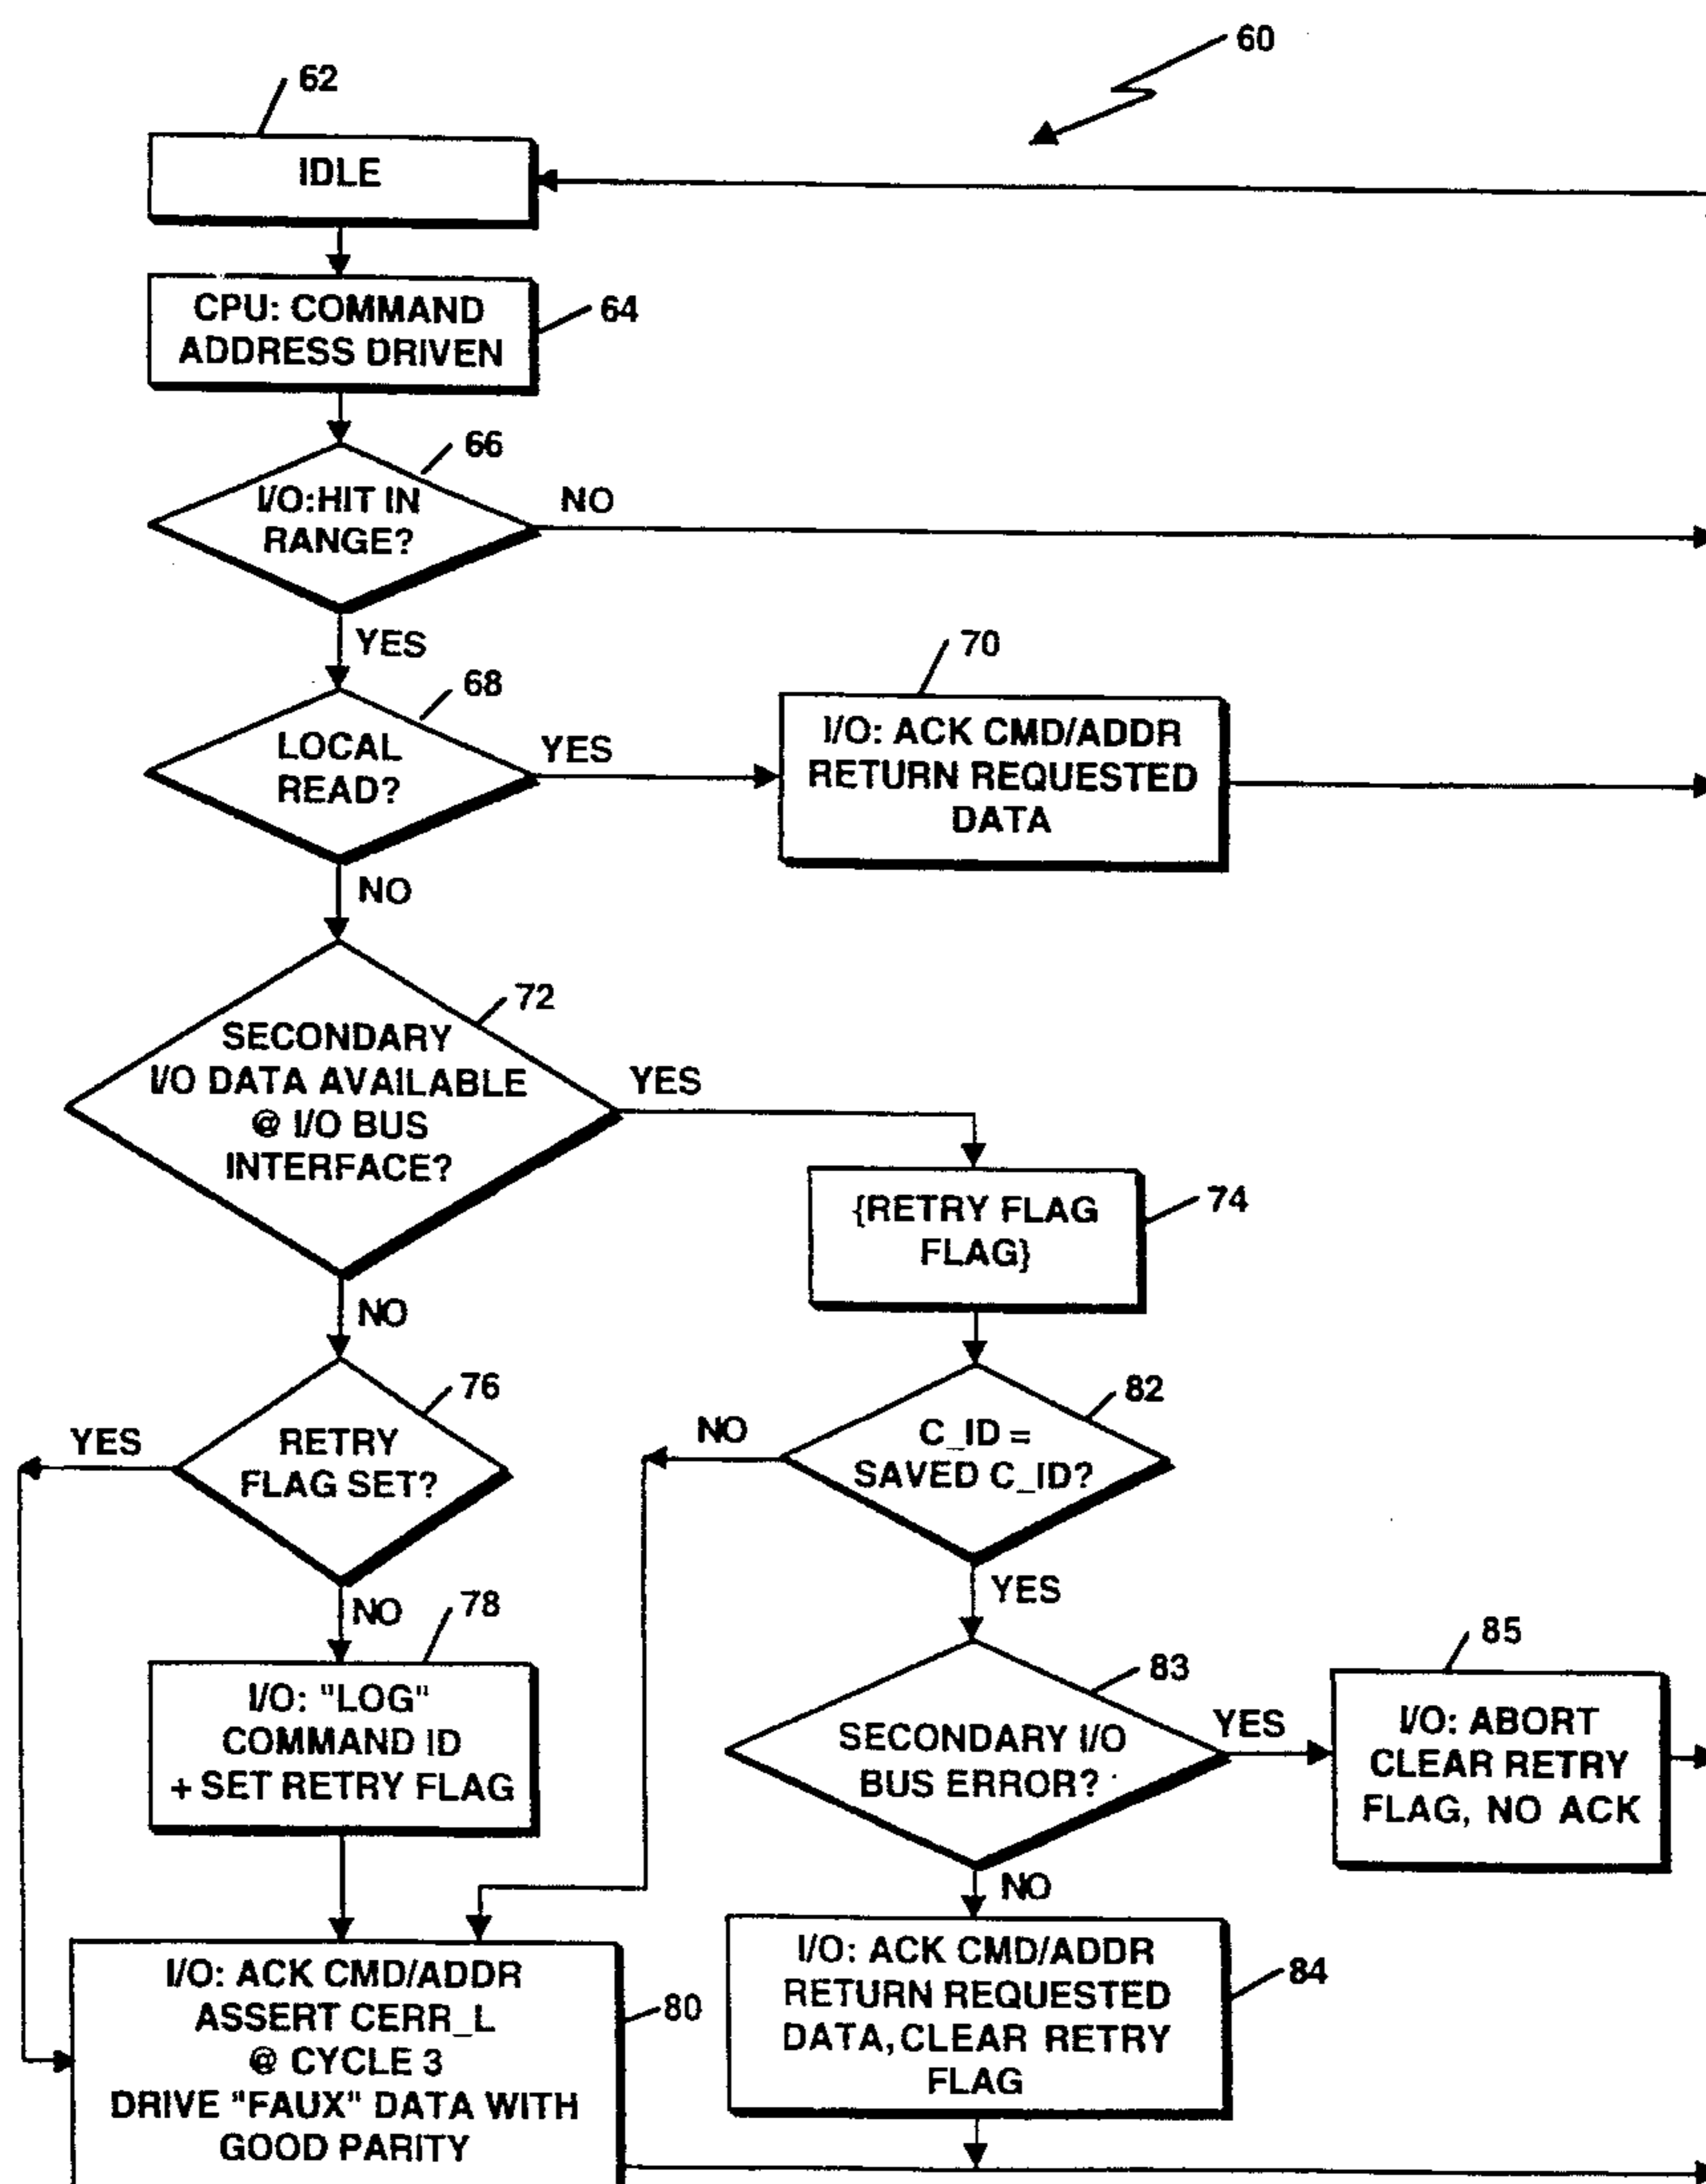 60
62
IDLE
CPU: COMMAND
ADDRESS DRIVEN
64
66
I/O:HIT IN
RANGE?
NO
YES
68
LOCAL
READ?
YES
70
I/O: ACK CMD/ADDR
RETURN REQUESTED
DATA
NO
72
SECONDARY
I/O DATA AVAILABLE
@ I/O BUS
INTERFACE?
YES
{RETRY FLAG
FLAG}
74
NO
76
RETRY
FLAG SET?
YES
82
C_ID =
SAVED C_ID?
NO
YES
NO
78
I/O: "LOG"
COMMAND ID
+ SET RETRY FLAG
83
SECONDARY I/O
BUS ERROR?
YES
85
I/O: ABORT
CLEAR RETRY
FLAG, NO ACK
NO
I/O: ACK CMD/ADDR
ASSERT CERR_L
@ CYCLE 3
DRIVE "FAUX" DATA WITH
GOOD PARITY
80
I/O: ACK CMD/ADDR
RETURN REQUESTED
DATA, CLEAR RETRY
FLAG
84